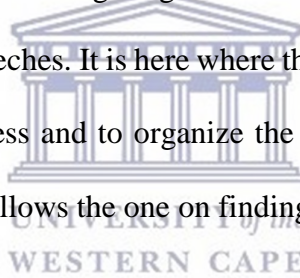 eches. It is here where th
ess and to organize the
llows the one on finding
UNIVERSITY of the
WESTERN CAPE